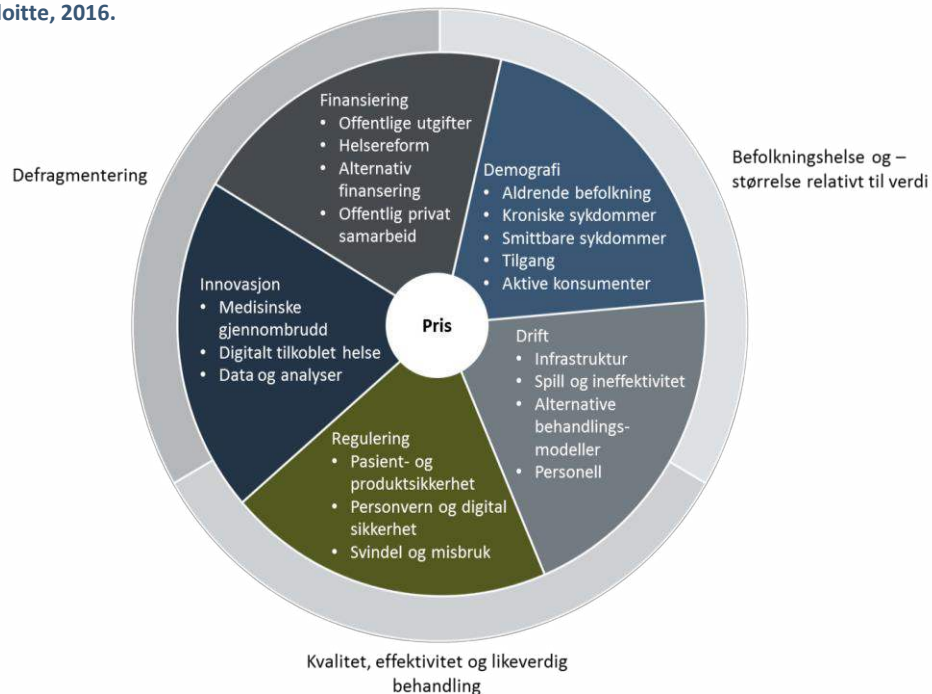 loitte, 2016.
Finansiering
• Offentlige utgifter
• Helsereform
• Alternativ
finansering
• Offentlig privat
samarbeid
Defragmentering
Befolkningshelse og –
størrelse relativt til verdi
Demografi
• Aldrende befolkning
• Kroniske sykdommer
• Smittbare sykdommer
• Tilgang
• Aktive konsumenter
Innovasjon
• Medisinske
gjennombrudd
• Digitalt tilkoblet helse
• Data og analyser
Pris
Drift
• Infrastruktur
• Spill og ineffektivitet
• Alternative
behandlings-
modeller
• Personell
Regulering
• Pasient- og
produktsikkerhet
• Personvern og digital
sikkerhet
• Svindel og misbruk
Kvalitet, effektivitet og likeverdig
behandling